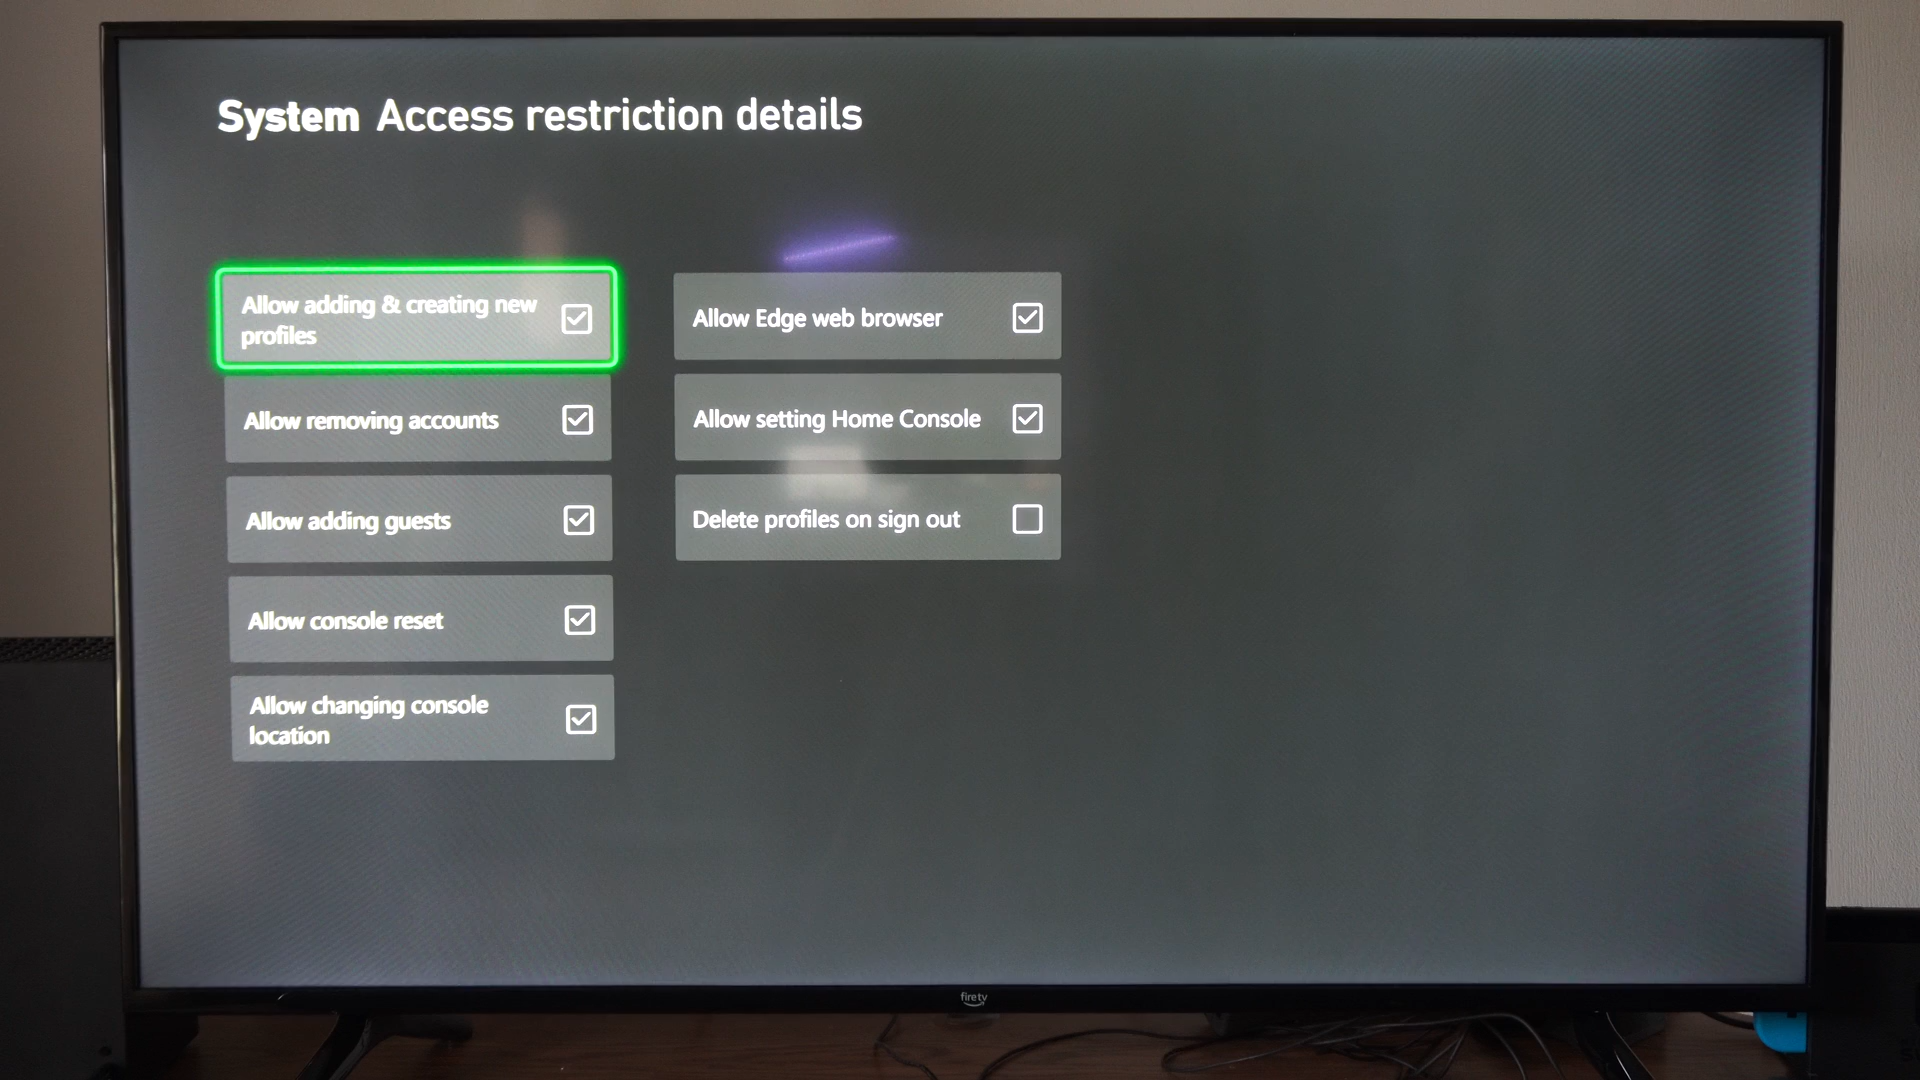 System Access restriction details
Allow adding & creating new
profiles
Allow removing accounts
Allow adding guests
Allow console reset
Allow changing console
location
Allow Edge web browser
Allow setting Home Console
Delete profiles on sign out
firetv